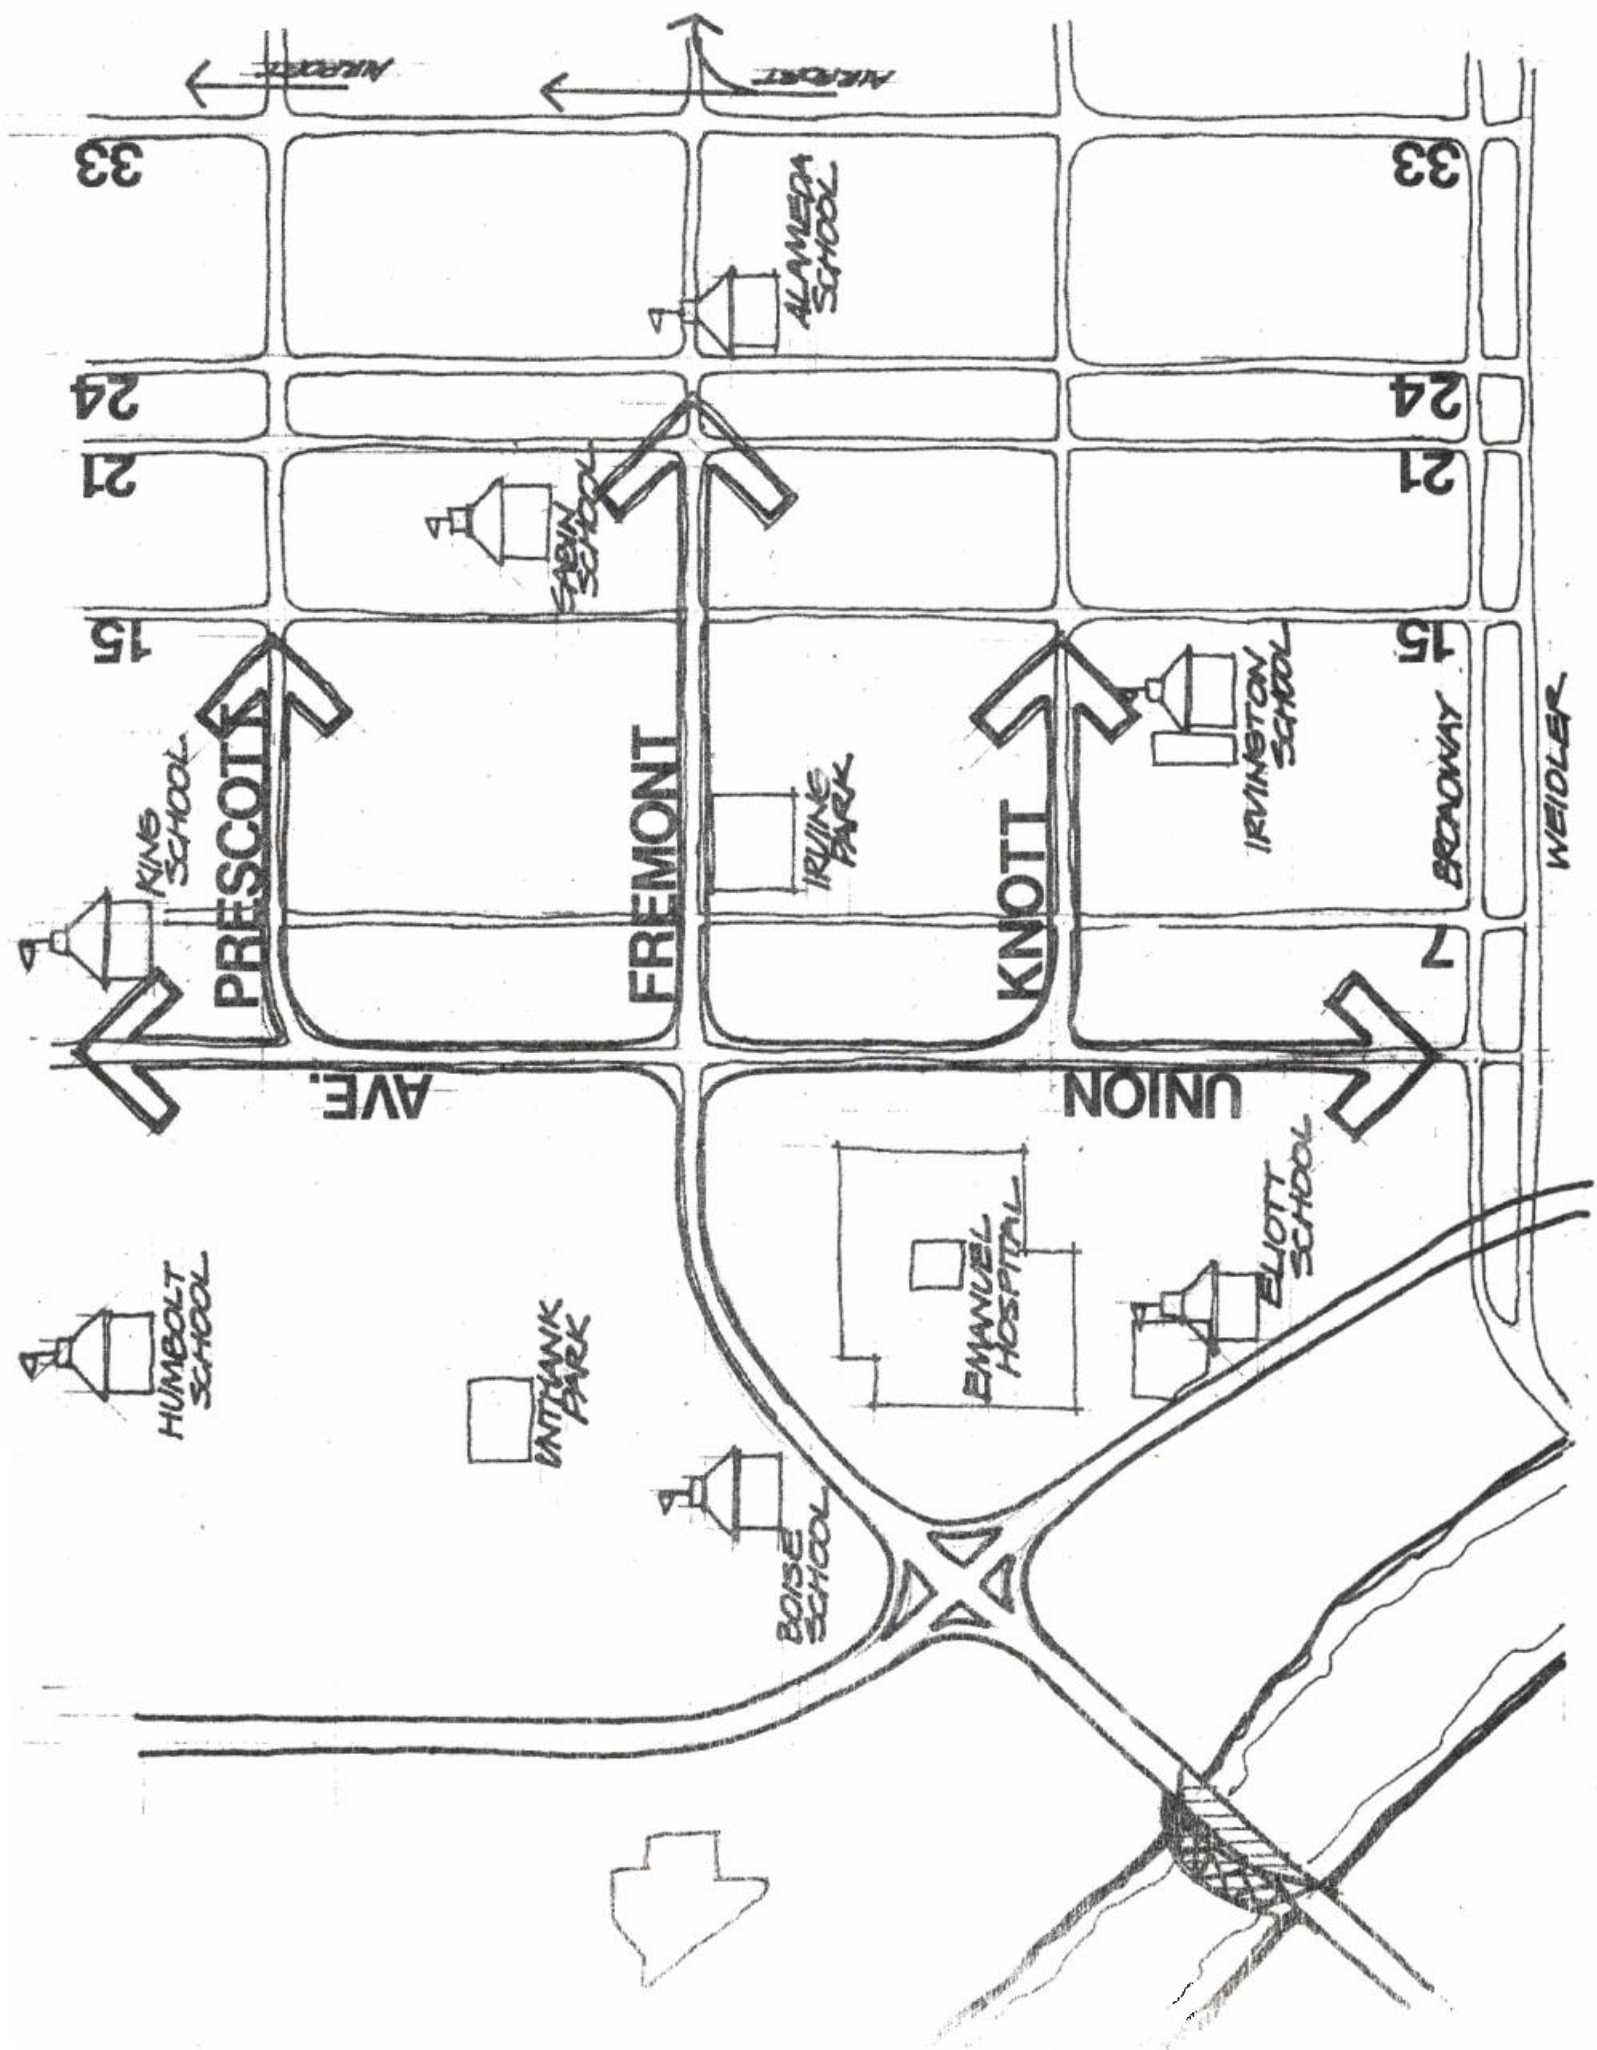 HUMBOLT
SCHOOL
KING
SCHOOL
15
21
24
33
PRESCOTT
AIRPORT
AVE.
UNTHANK
PARK
SABIN
SCHOOL
FREMONT
BOISE
SCHOOL
IRVING
PARK
ALAMEDA
SCHOOL
AIRPORT
EMANUEL
HOSPITAL
KNOTT
UNION
ELIOTT
SCHOOL
IRVINGTON
SCHOOL
7
15
21
24
33
BROADWAY
WEIDLER